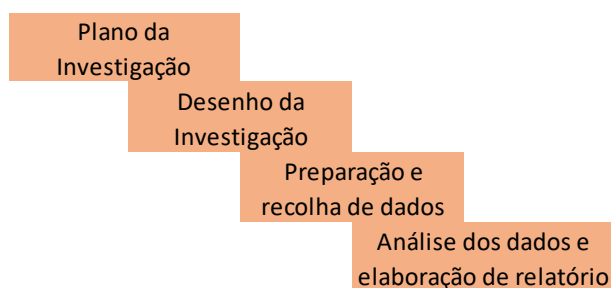 Plano da
Investigação
Desenho da
Investigação
Preparação e
recolha de dados
Análise dos dados e
elaboração de relatório